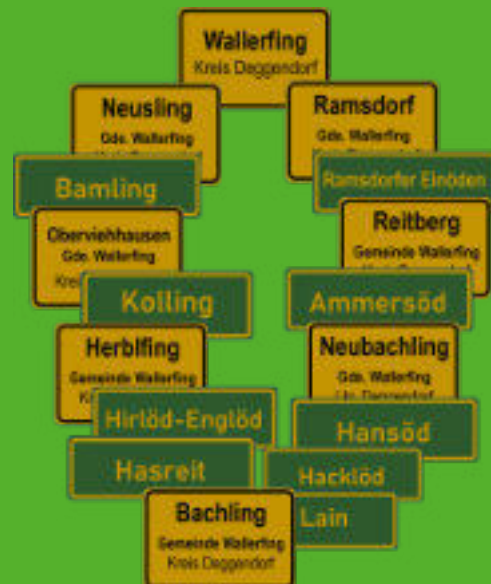 Wallerfing
Kreis Deggendorf
Neusling
Gde. Wallerfing
Ramsdorf
Gde. Wallerfing
Bamling
Ramsdorfer Einöden
Oberviehhausen
Gde. Wallerfing
Reitberg
Gemeinde Wallerfing
Kolling
Ammersöd
Herblfing
Gemeinde Wallerfing
Neubachling
Gde. Wallerfing
Deggendorf
Hirlöd-Englöd
Hansöd
Hasreit
Hacklöd
Bachling
Gemeinde Wallerfing
Kreis Deggendorf
Lain